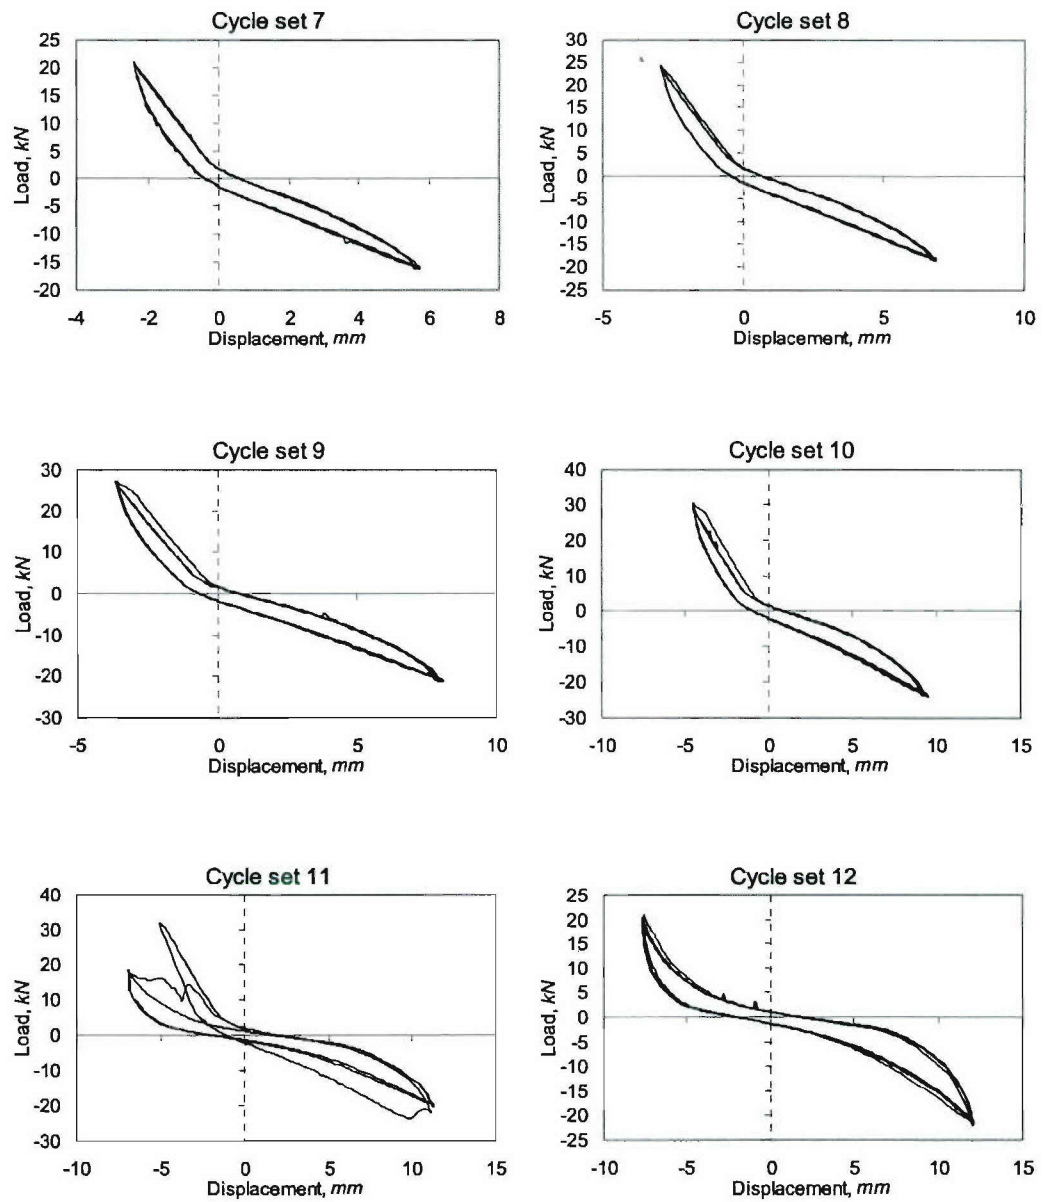 Cycle set 7
25
20
15
10
5
0
-5
-10
-15
-20
Load, kN
-4 -2 0 2 4 6 8
Displacement, mm
Cycle set 8
30
25
20
15
10
5
0
-5
-10
-15
-20
-25
Load, kN
-5 0 5 10
Displacement, mm
Cycle set 9
30
20
10
0
-10
-20
-30
Load, kN
-5 0 5 10
Displacement, mm
Cycle set 10
40
30
20
10
0
-10
-20
-30
Load, kN
-10 -5 0 5 10 15
Displacement, mm
Cycle set 11
40
30
20
10
0
-10
-20
-30
Load, kN
-10 -5 0 5 10 15
Displacement, mm
Cycle set 12
25
20
15
10
5
0
-5
-10
-15
-20
-25
Load, kN
-10 -5 0 5 10 15
Displacement, mm